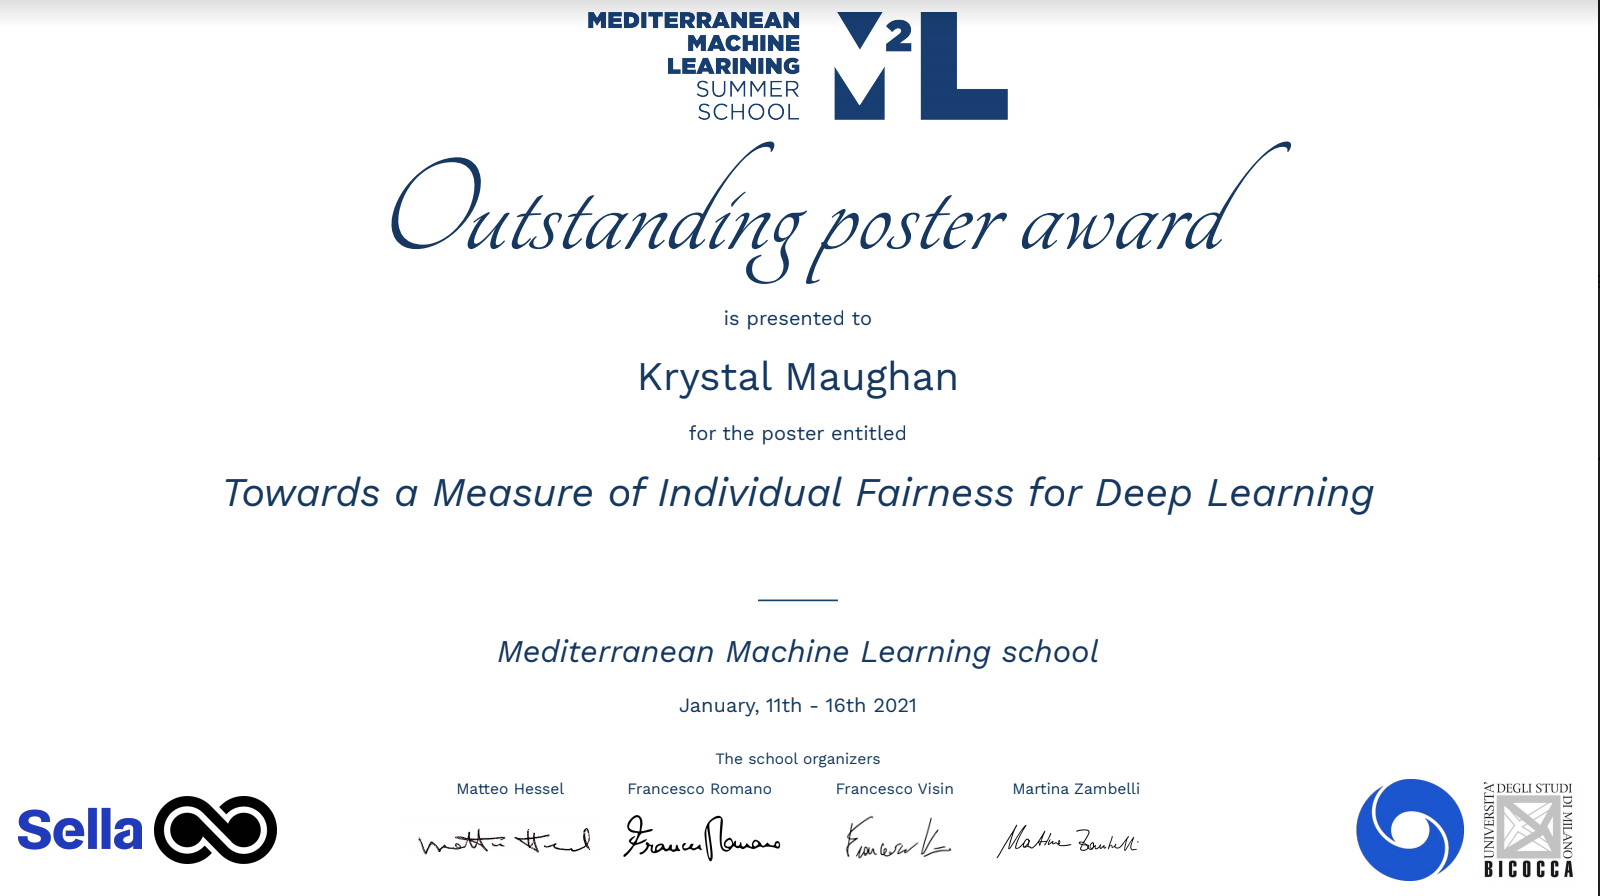 MEDITERRANEAN
MACHINE
LEARINING
SUMMER
SCHOOL
M2L
Outstanding poster award
is presented to
Krystal Maughan
for the poster entitled
Towards a Measure of Individual Fairness for Deep Learning
Mediterranean Machine Learning school
January, 11th - 16th 2021
The school organizers
Matteo Hessel
Francesco Romano
Francesco Visin
Martina Zambelli
Sella
UNIVERSITA'
DEGLI STUDI
DI MILANO
BICOCCA